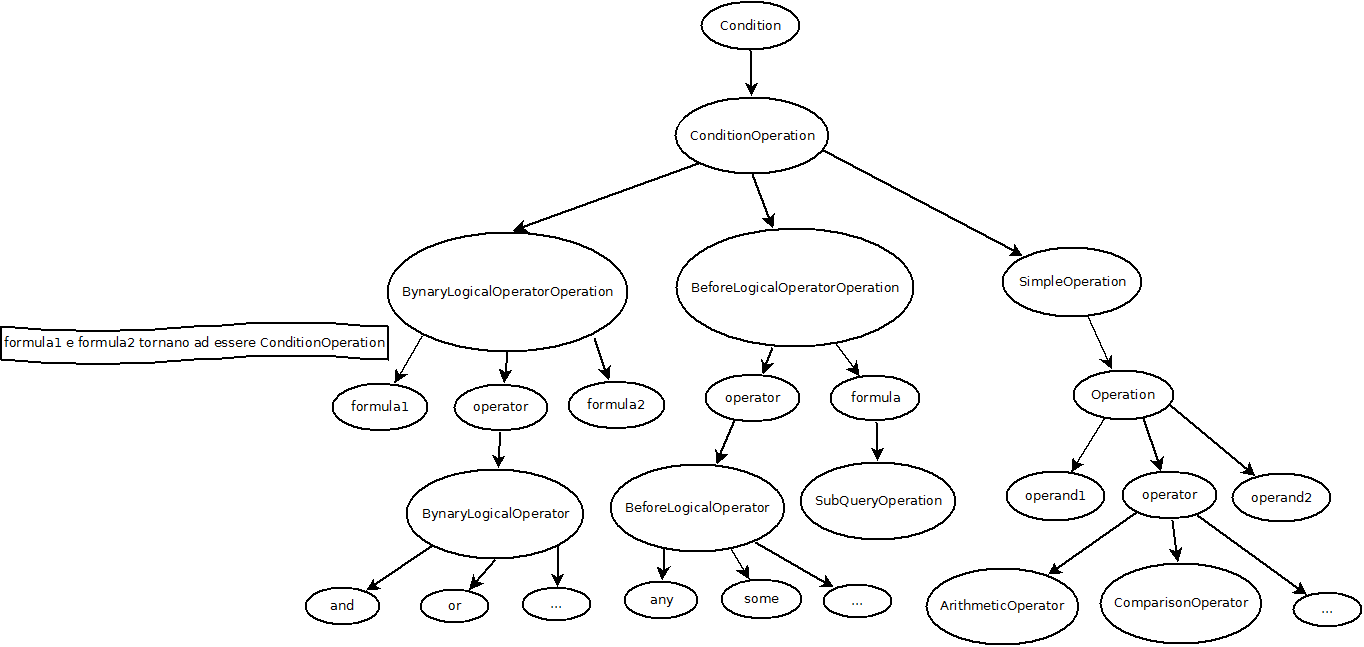 Condition
ConditionOperation
BynaryLogicalOperatorOperation
BeforeLogicalOperatorOperation
SimpleOperation
formula1 e formula2 tornano ad essere ConditionOperation
formula1
operator
formula2
operator
formula
Operation
BynaryLogicalOperator
BeforeLogicalOperator
SubQueryOperation
operand1
operator
operand2
and
or
...
any
some
...
ArithmeticOperator
ComparisonOperator
...